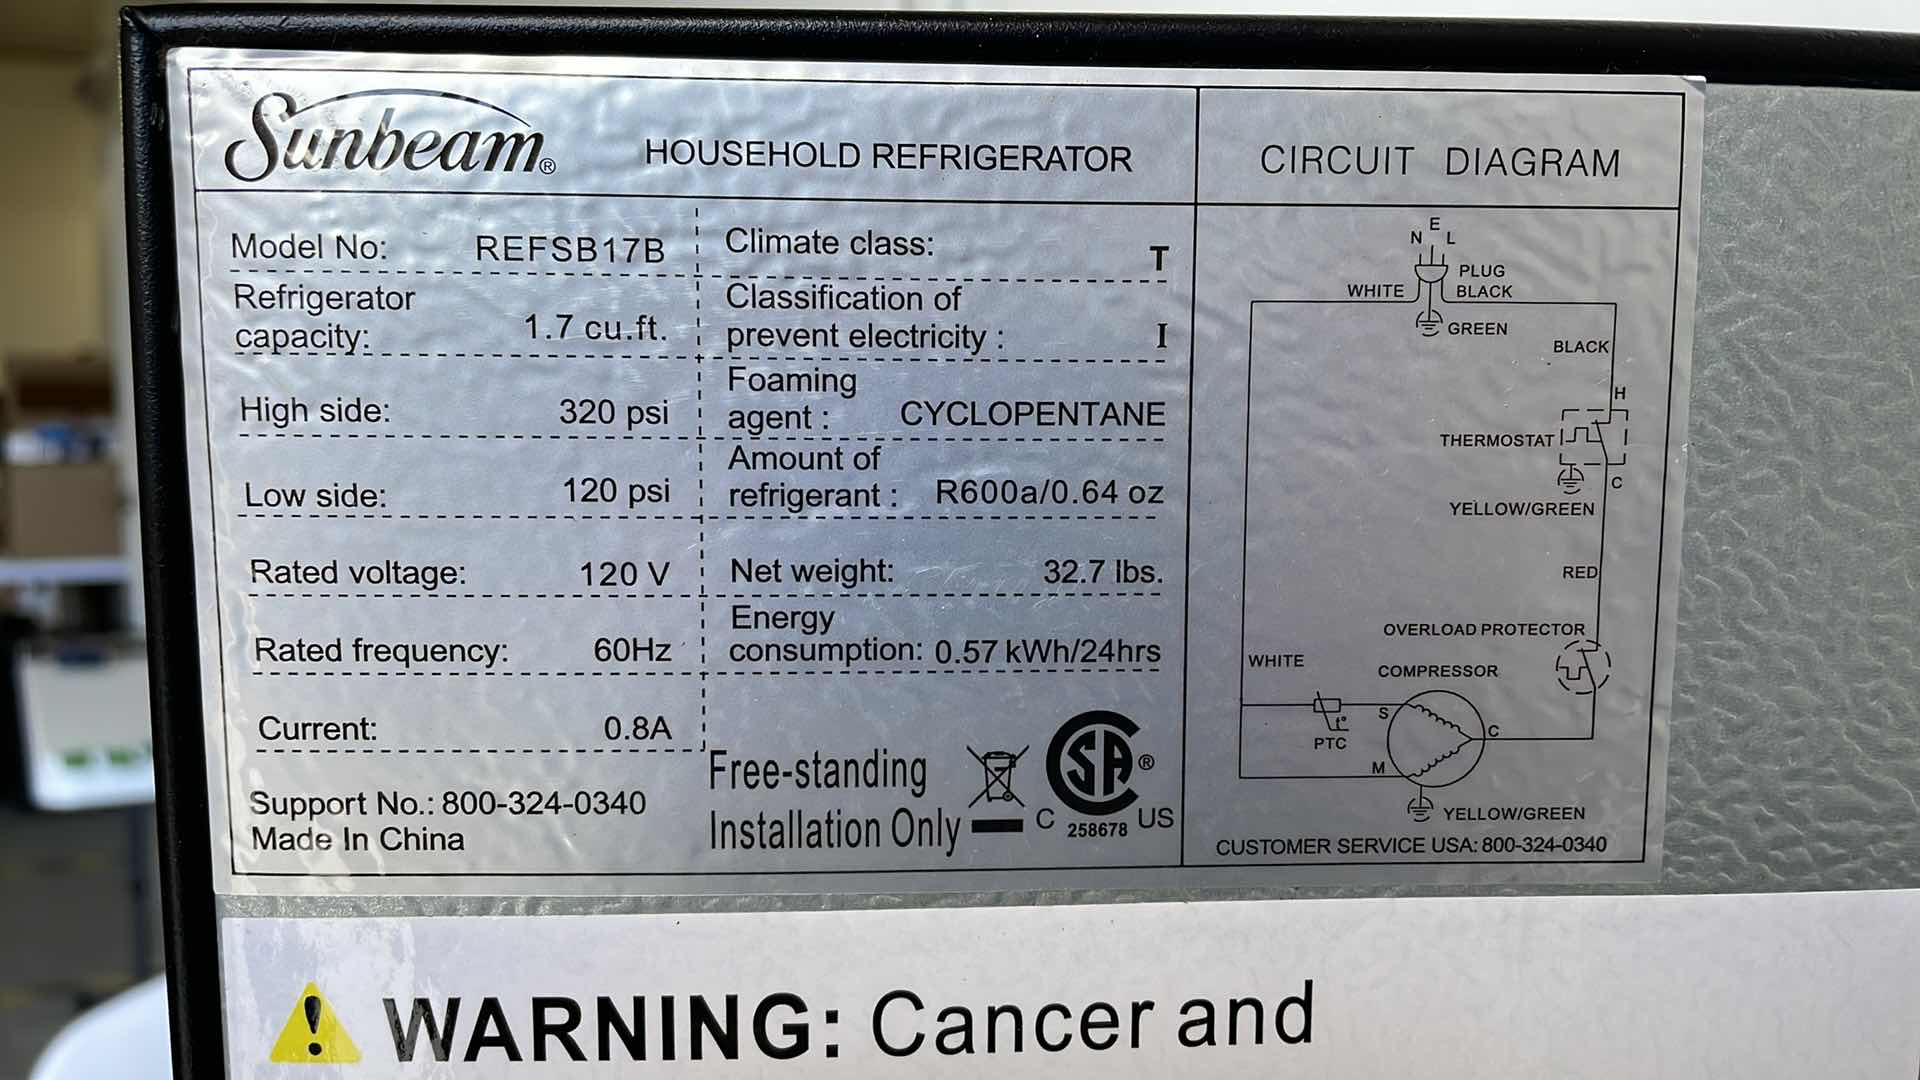 Sunbeam® HOUSEHOLD REFRIGERATOR
Model No: REFSB17B
Refrigerator
capacity: 1.7 cu.ft.
High side: 320 psi
Low side: 120 psi
Rated voltage: 120 V
Rated frequency: 60Hz
Current: 0.8A
Support No.: 800-324-0340
Made In China
Climate class: T
Classification of
prevent electricity : I
Foaming
agent : CYCLOPENTANE
Amount of
refrigerant : R600a/0.64 oz
Net weight: 32.7 lbs.
Energy
consumption: 0.57 kWh/24hrs
Free-standing
Installation Only
C SA ® US
258678
CIRCUIT DIAGRAM
N E L
PLUG
WHITE BLACK
GREEN
BLACK
H
THERMOSTAT
C
YELLOW/GREEN
RED
OVERLOAD PROTECTOR
WHITE
COMPRESSOR
S
t°
PTC
C
M
YELLOW/GREEN
CUSTOMER SERVICE USA: 800-324-0340
WARNING: Cancer and